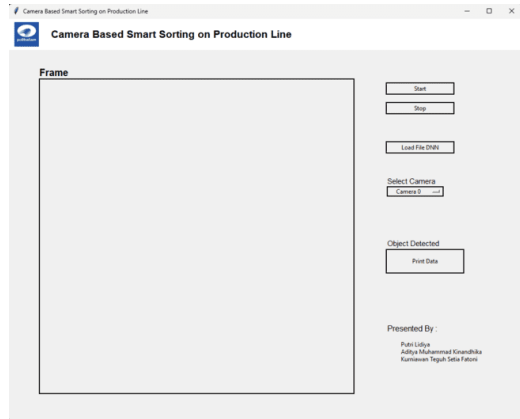 Camera Based Smart Sorting on Production Line
Camera Based Smart Sorting on Production Line
Frame
Start
Stop
Load File DNN
Select Camera
Camera 0
Object Detected
Print Data
Presented By :
Putri Lidiya
Aditya Muhammad Kinandhika
Kurniawan Teguh Setia Fatoni